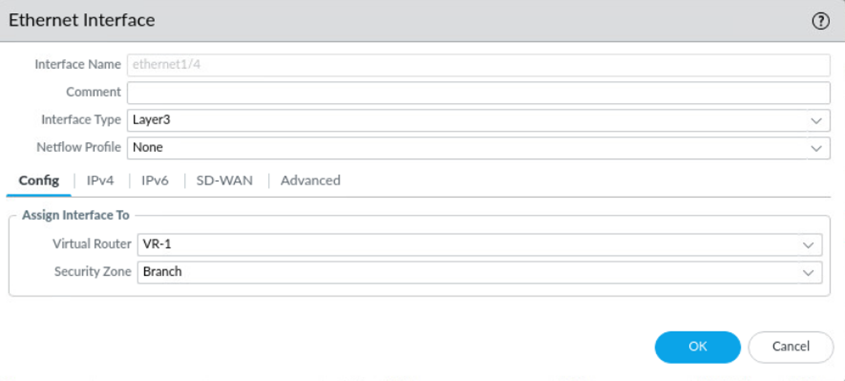 Ethernet Interface ?
Interface Name ethernet1/4
Comment
Interface Type Layer3
Netflow Profile None
Config IPv4 IPv6 SD-WAN Advanced
Assign Interface To
Virtual Router VR-1
Security Zone Branch
OK Cancel